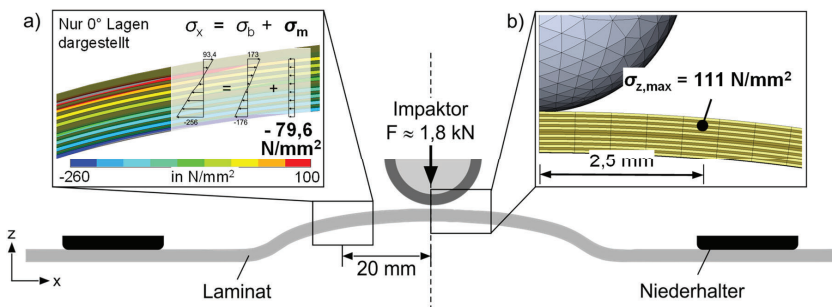 a)
Nur 0° Lagen
dargestellt
σx = σb + σm
93,4
173
=
+
-256
-176
- 79,6
N/mm²
-260
in N/mm²
100
Impaktor
F ≈ 1,8 kN
b)
σz,max = 111 N/mm²
2,5 mm
z
x
Laminat
20 mm
Niederhalter